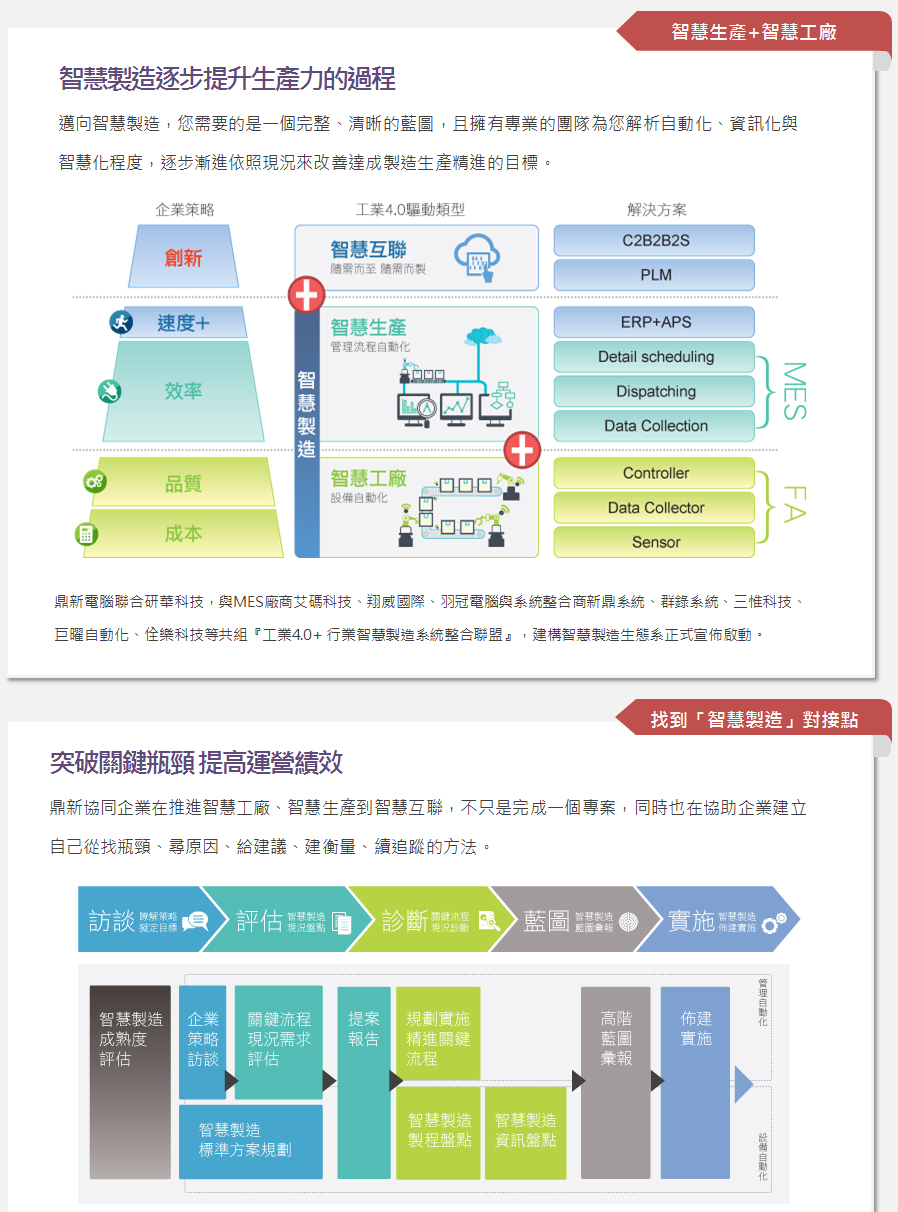 智慧生產+智慧工廠
智慧製造逐步提升生產力的過程
邁向智慧製造，您需要的是一個完整、清晰的藍圖，且擁有專業的團隊為您解析自動化、資訊化與
智慧化程度，逐步漸進依照現況來改善達成製造生產精進的目標。
企業策略
工業4.0驅動類型
解決方案
創新
智慧互聯
隨需而至 隨需而製
C2B2B2S
PLM
速度+
效率
智慧製造
智慧生產
管理流程自動化
ERP+APS
Detail scheduling
Dispatching
Data Collection
MES
品質
成本
智慧工廠
設備自動化
Controller
Data Collector
Sensor
FA
鼎新電腦聯合研華科技，與MES廠商艾碼科技、翔威國際、羽冠電腦與系統整合商新鼎系統、群錄系統、三惟科技、
巨曜自動化、佺樂科技等共組『工業4.0+ 行業智慧製造系統整合聯盟』，建構智慧製造生態系正式宣佈啟動。
找到「智慧製造」對接點
突破關鍵瓶頸 提高運營績效
鼎新協同企業在推進智慧工廠、智慧生產到智慧互聯，不只是完成一個專案，同時也在協助企業建立
自己從找瓶頸、尋原因、給建議、建衡量、續追蹤的方法。
訪談
瞭解策略
擬定目標
評估
智慧製造
現況盤點
診斷
關鍵流程
現況診斷
藍圖
智慧製造
藍圖彙報
實施
智慧製造
佈建實施
智慧製造
成熟度
評估
企業
策略
訪談
關鍵流程
現況需求
評估
智慧製造
標準方案規劃
提案
報告
規劃實施
精進關鍵
流程
智慧製造
製程盤點
智慧製造
資訊盤點
高階
藍圖
彙報
佈建
實施
管理自動化
設備自動化